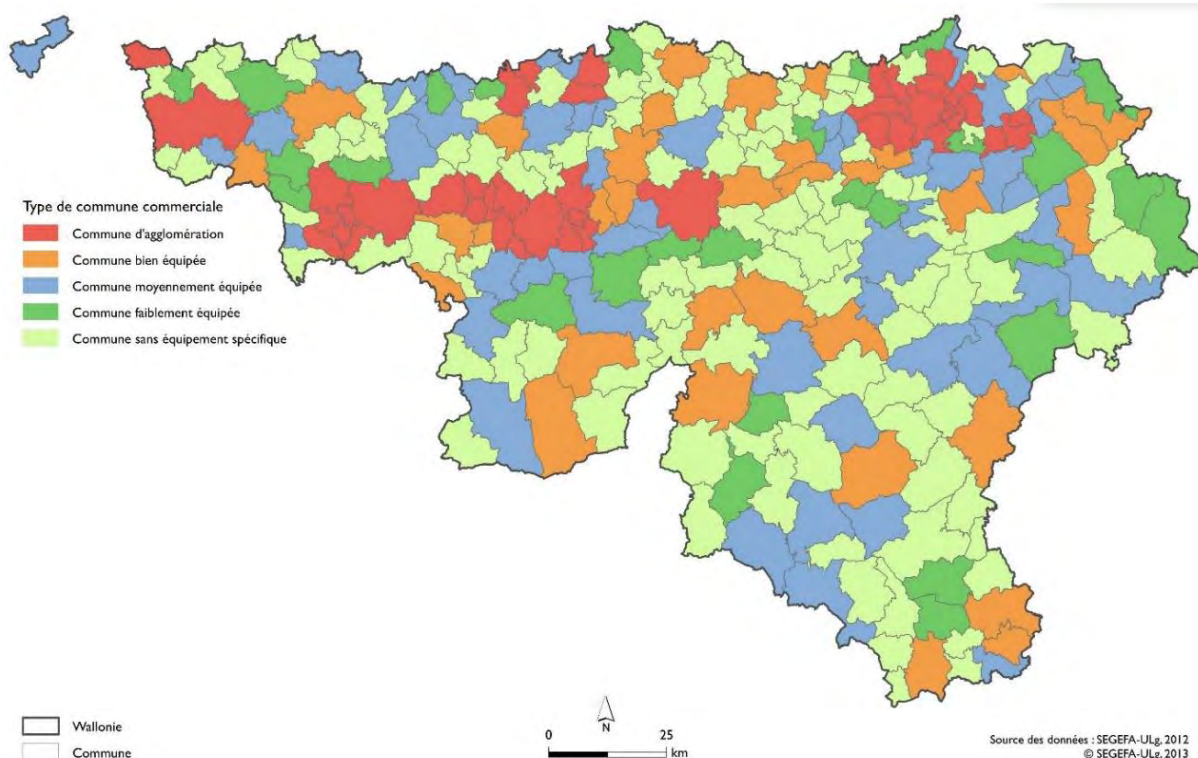 Type de commune commerciale
Commune d'agglomération
Commune bien équipée
Commune moyennement équipée
Commune faiblement équipée
Commune sans équipement spécifique
Wallonie
Commune
N
0 25
km
Source des données : SEGEFA-ULg, 2012
© SEGEFA-ULg, 2013